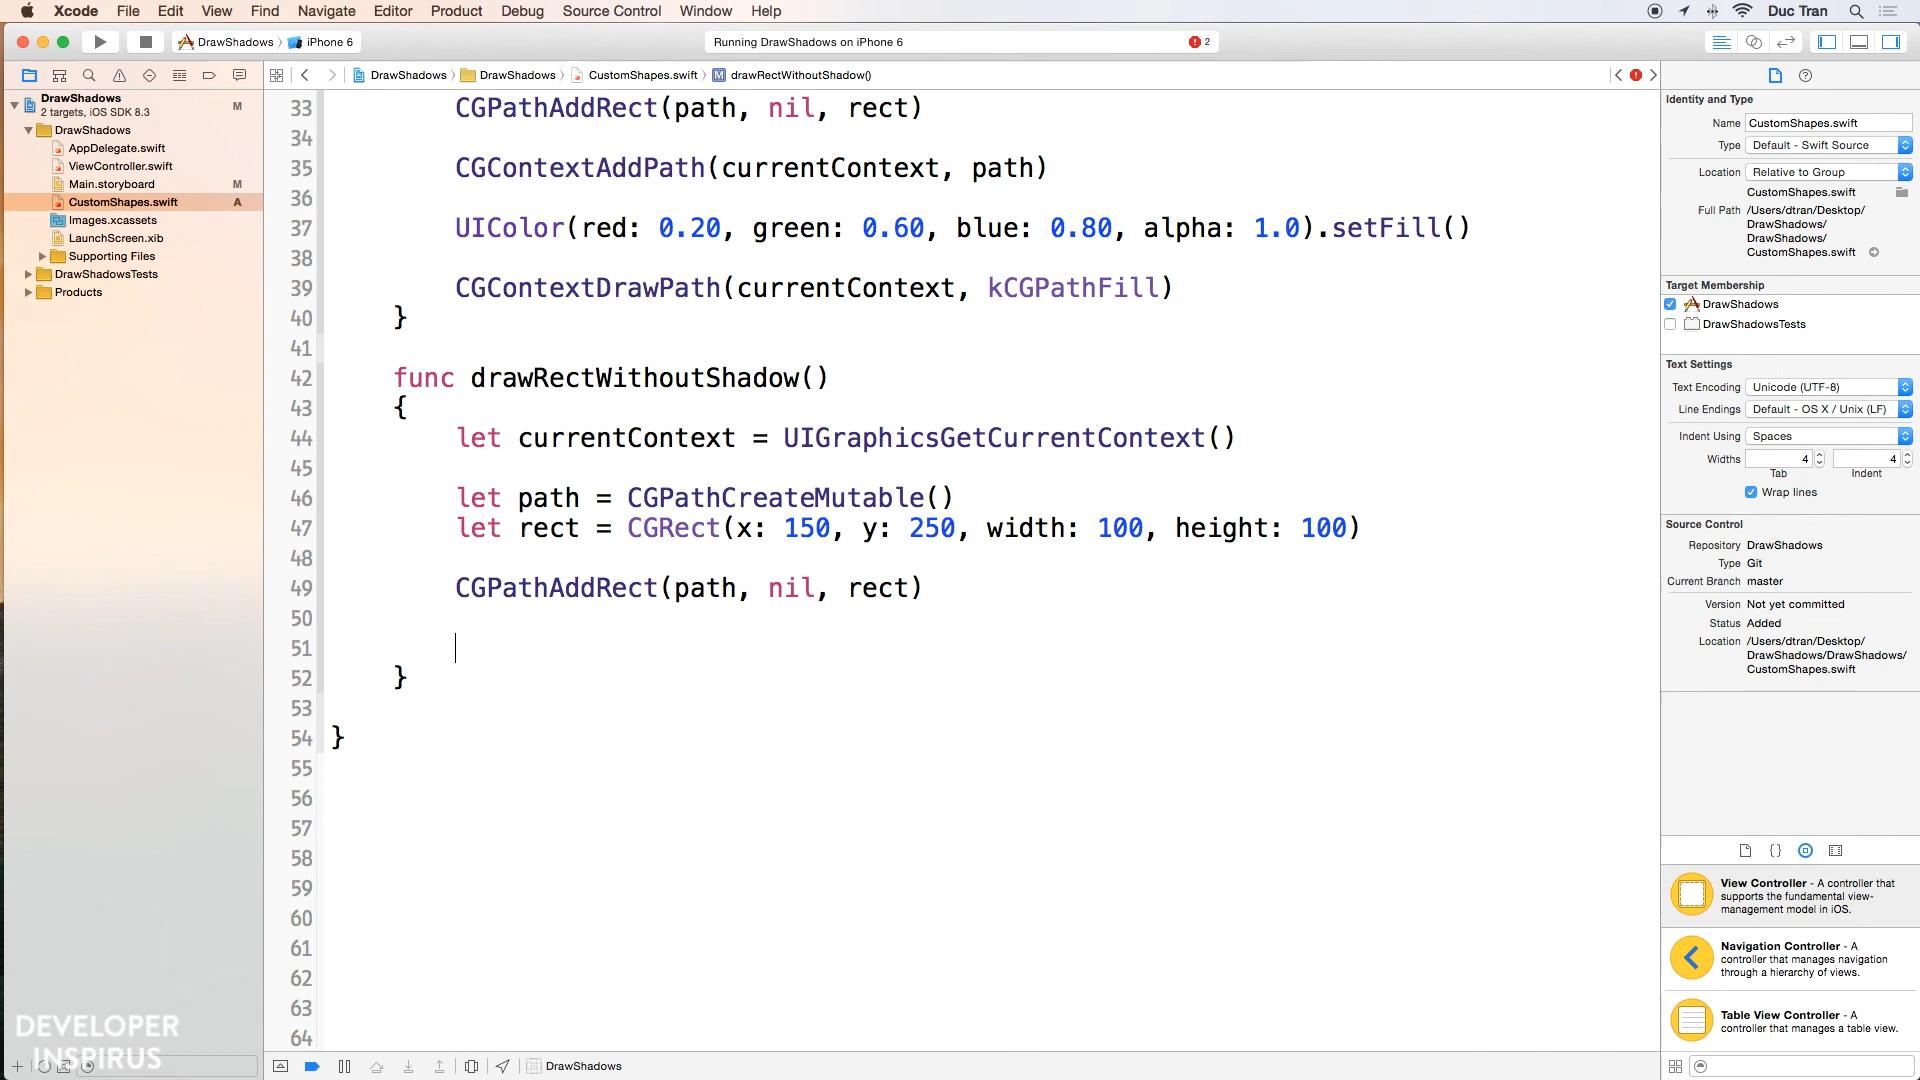 Xcode File Edit View Find Navigate Editor Product Debug Source Control Window Help Duc Tran
DrawShadows iPhone 6 Running DrawShadows on iPhone 6 2
DrawShadows M
2 targets, iOS SDK 8.3
DrawShadows
AppDelegate.swift
ViewController.swift
Main.storyboard M
CustomShapes.swift A
Images.xcassets
LaunchScreen.xib
Supporting Files
DrawShadowsTests
Products
DEVELOPER
INSPIRUS
DrawShadows DrawShadows CustomShapes.swift M drawRectWithoutShadow()
33 CGPathAddRect(path, nil, rect)
34
35 CGContextAddPath(currentContext, path)
36
37 UIColor(red: 0.20, green: 0.60, blue: 0.80, alpha: 1.0).setFill()
38
39 CGContextDrawPath(currentContext, kCGPathFill)
40 }
41
42 func drawRectWithoutShadow()
43 {
44 let currentContext = UIGraphicsGetCurrentContext()
45
46 let path = CGPathCreateMutable()
47 let rect = CGRect(x: 150, y: 250, width: 100, height: 100)
48
49 CGPathAddRect(path, nil, rect)
50
51
52 }
53
54 }
55
56
57
58
59
60
61
62
63
64
DrawShadows
Identity and Type
Name CustomShapes.swift
Type Default - Swift Source
Location Relative to Group
CustomShapes.swift
Full Path /Users/dtran/Desktop/
DrawShadows/
DrawShadows/
CustomShapes.swift
Target Membership
DrawShadows
DrawShadowsTests
Text Settings
Text Encoding Unicode (UTF-8)
Line Endings Default - OS X / Unix (LF)
Indent Using Spaces
Widths 4 4
Tab Indent
Wrap lines
Source Control
Repository DrawShadows
Type Git
Current Branch master
Version Not yet committed
Status Added
Location /Users/dtran/Desktop/
DrawShadows/DrawShadows/
CustomShapes.swift
{}
View Controller - A controller that
supports the fundamental view-
management model in iOS.
Navigation Controller - A
controller that manages navigation
through a hierarchy of views.
Table View Controller - A
controller that manages a table view.